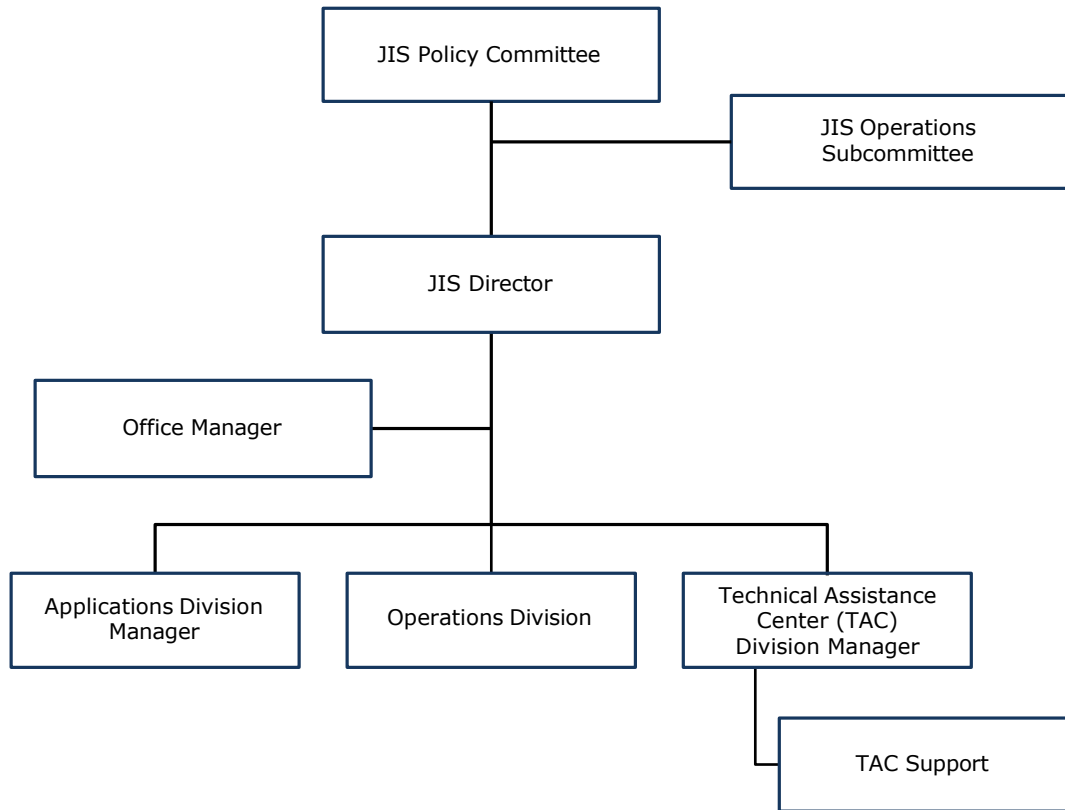 JIS Policy Committee
JIS Operations
Subcommittee
JIS Director
Office Manager
Applications Division
Manager
Operations Division
Technical Assistance
Center (TAC)
Division Manager
TAC Support